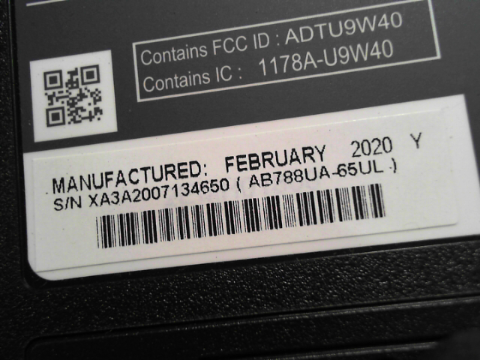 Contains FCC ID : ADTU9W40
Contains IC : 1178A-U9W40
MANUFACTURED: FEBRUARY 2020 Y
S/N XA3A2007134650 ( AB788UA-65UL )